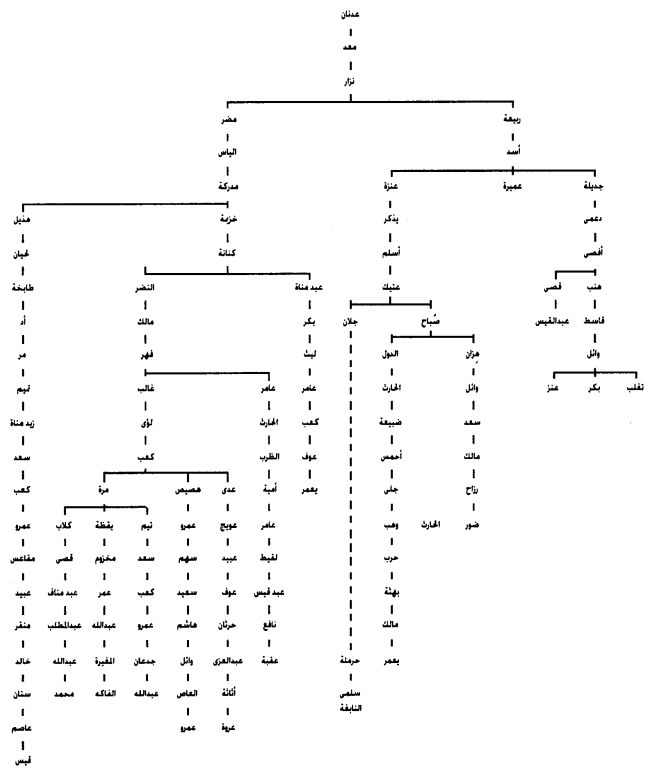 عدنان
معد
نزار
ربيعة مضر
أسد الياس
مدركة
جديلة عميرة عنزة
دعمى يذكر خزمة هذيل
أفصى أسلم كنانة لحيان
هنب قصى عتيك عبد مناة النضر طابخة
قاسط عبدالقيس صُباح جلان بكر مالك أد
وائل هزان الدول ليث فهر مر
تغلب بكر عنز وائل الحارث عامر عامر غالب تميم
سعد ضبيعة كعب الحارث لؤى زيد مناة
مالك أحمس عوف الظرب كعب سعد
رزاح جلى يعمر أمية عدى هصيص مرة كعب
ضور الحارث وهب عامر عويج عمرو تيم يقظة كلاب عمرو
حرب لقيط عبيد سهم سعد مخزوم قصى مقاعس
بهثة عبد قيس عوف سعيد كعب عمر عبد مناف عبيد
مالك نافع حرثان هاشم عمرو عبدالله عبدالمطلب منقر
يعمر حرملة عقبة عبدالعزى وائل جدعان المغيرة عبدالله خالد
سلمى أثاثة العاص عبدالله الفاكه محمد سنان
النابغة
عروة عمرو عاصم
قيس